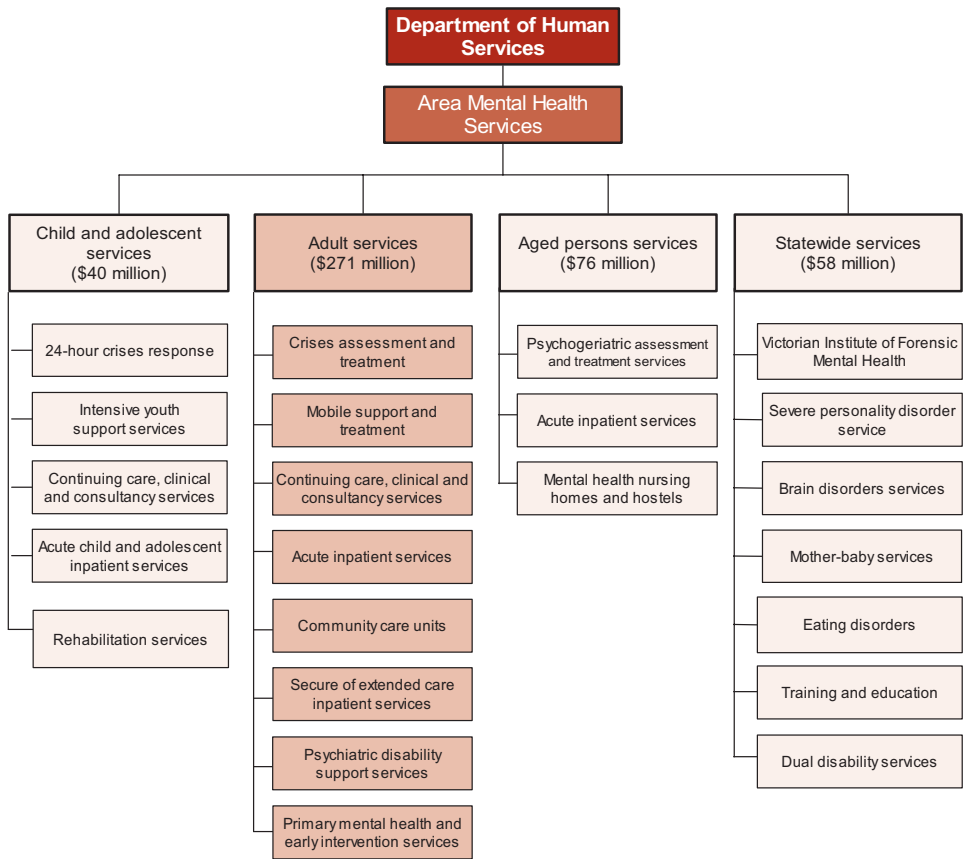 Department of Human
Services
Area Mental Health
Services
Child and adolescent
services
($40 million)
24-hour crises response
Intensive youth
support services
Continuing care, clinical
and consultancy services
Acute child and adolescent
inpatient services
Rehabilitation services
Adult services
($271 million)
Crises assessment and
treatment
Mobile support and
treatment
Continuing care, clinical and
consultancy services
Acute inpatient services
Community care units
Secure of extended care
inpatient services
Psychiatric disability
support services
Primary mental health and
early intervention services
Aged persons services
($76 million)
Psychogeriatric assessment
and treatment services
Acute inpatient services
Mental health nursing
homes and hostels
Statewide services
($58 million)
Victorian Institute of Forensic
Mental Health
Severe personality disorder
service
Brain disorders services
Mother-baby services
Eating disorders
Training and education
Dual disability services